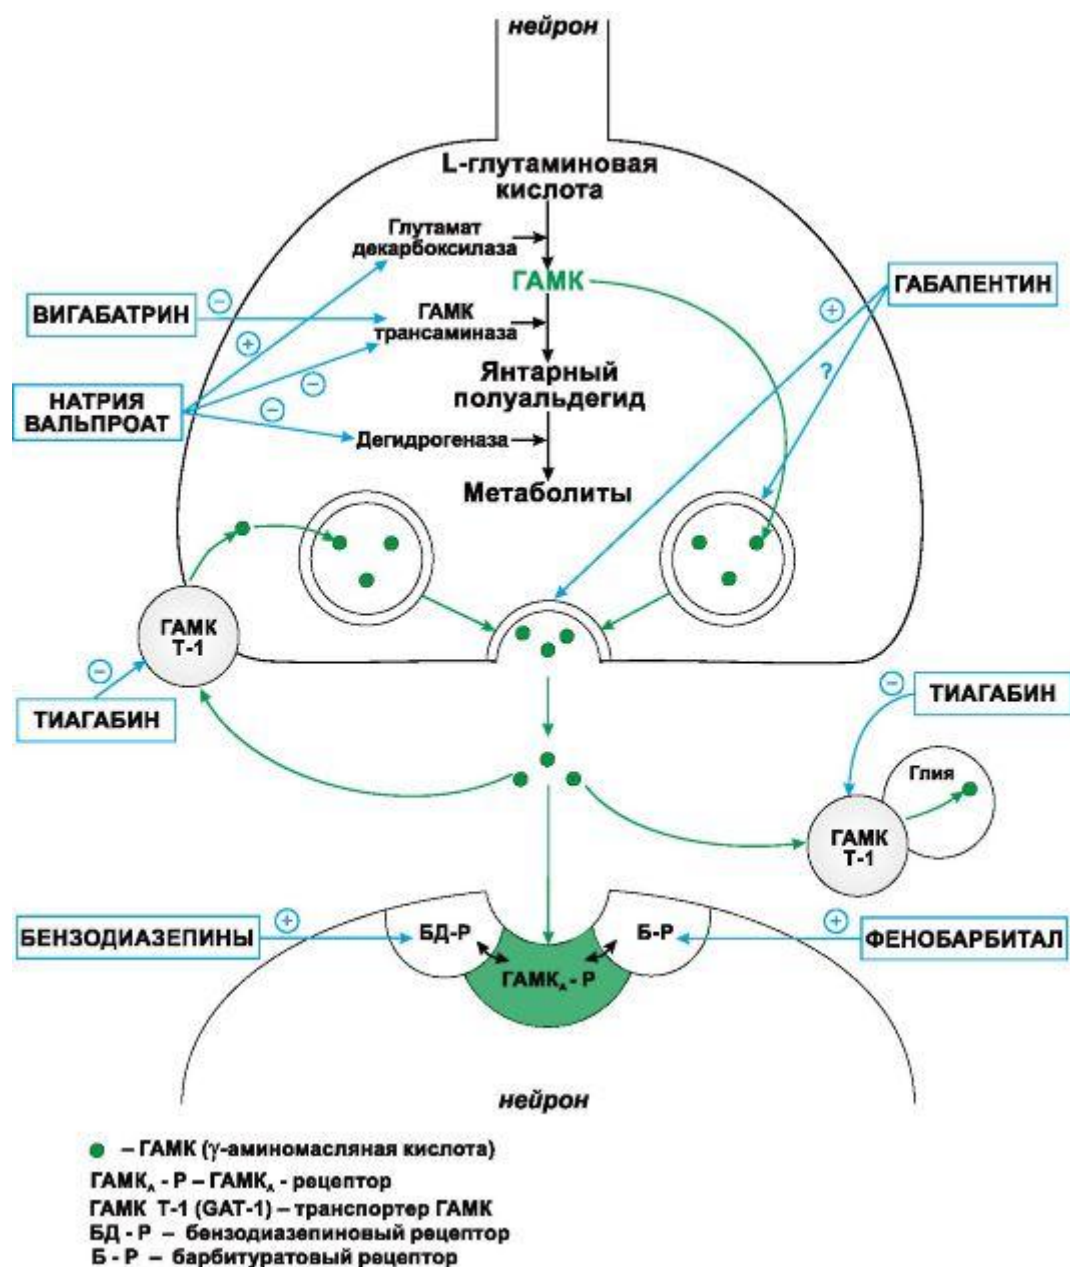 нейрон
L-глутаминовая
кислота
Глутамат
декарбоксилаза
ГАМК
ГАБАПЕНТИН
ВИГАБАТРИН
−
+
ГАМК
трансаминаза
+
?
Янтарный
полуальдегид
НАТРИЯ
ВАЛЬПРОАТ
−
−
Дегидрогеназа
Метаболиты
ГАМК
Т-1
−
ТИАГАБИН
−
ТИАГАБИН
Глия
ГАМК
Т-1
БЕНЗОДИАЗЕПИНЫ
+
БД-Р
Б-Р
+
ФЕНОБАРБИТАЛ
ГАМКА - Р
нейрон
– ГАМК (γ-аминомасляная кислота)
ГАМКА - Р – ГАМКА - рецептор
ГАМК Т-1 (GAT-1) – транспортер ГАМК
БД - Р – бензодиазепиновый рецептор
Б - Р – барбитуратовый рецептор